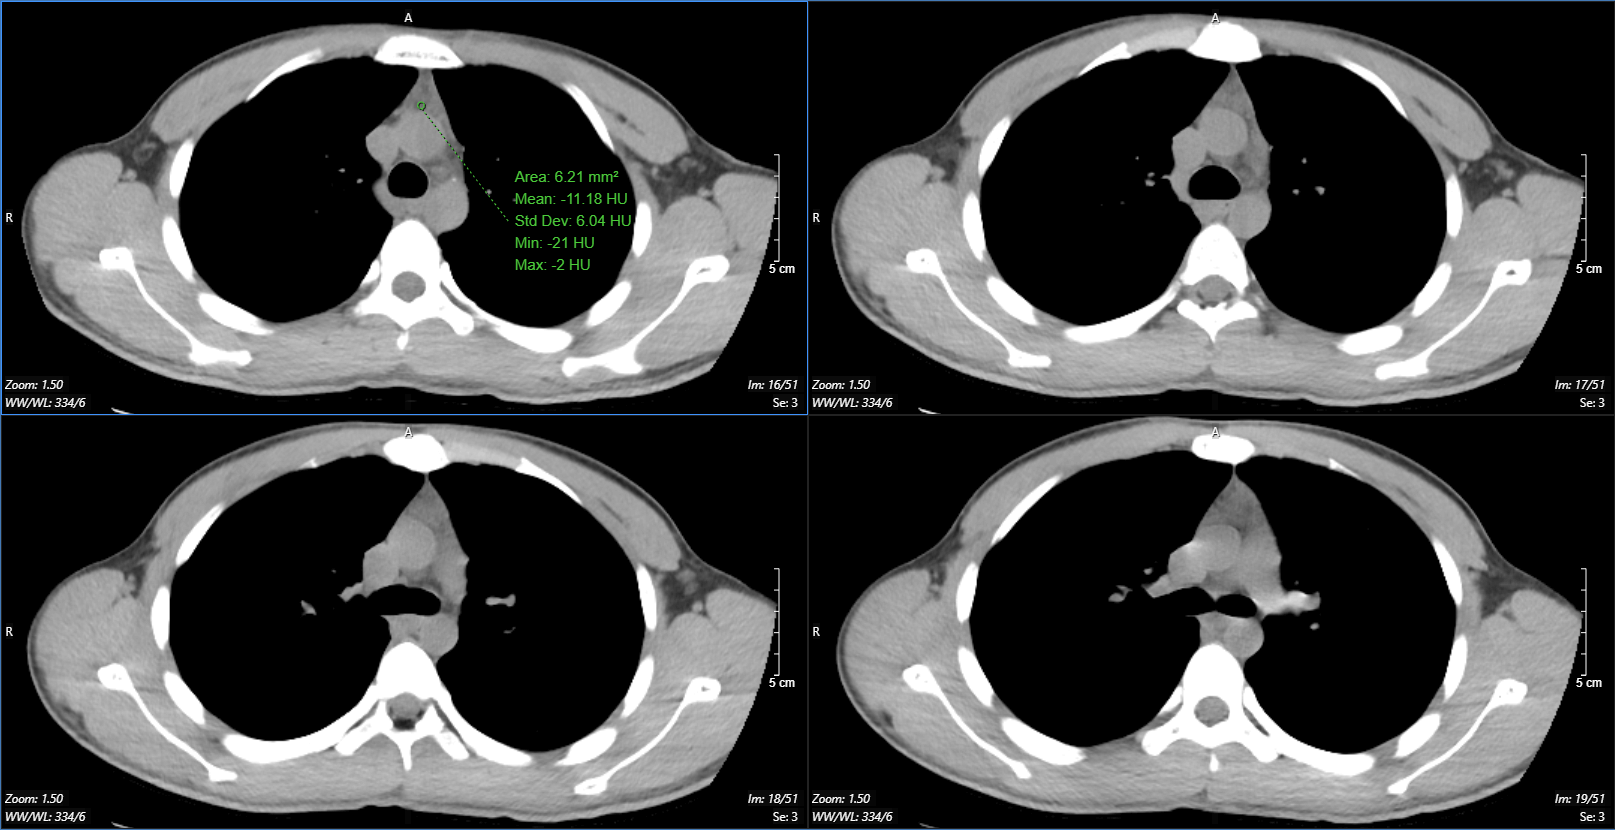 A
R
Area: 6.21 mm²
Mean: -11.18 HU
Std Dev: 6.04 HU
Min: -21 HU
Max: -2 HU
5 cm
Zoom: 1.50
WW/WL: 334/6
Im: 16/51
Se: 3
A
R
5 cm
Zoom: 1.50
WW/WL: 334/6
Im: 17/51
Se: 3
A
R
5 cm
Zoom: 1.50
WW/WL: 334/6
Im: 18/51
Se: 3
A
R
5 cm
Zoom: 1.50
WW/WL: 334/6
Im: 19/51
Se: 3